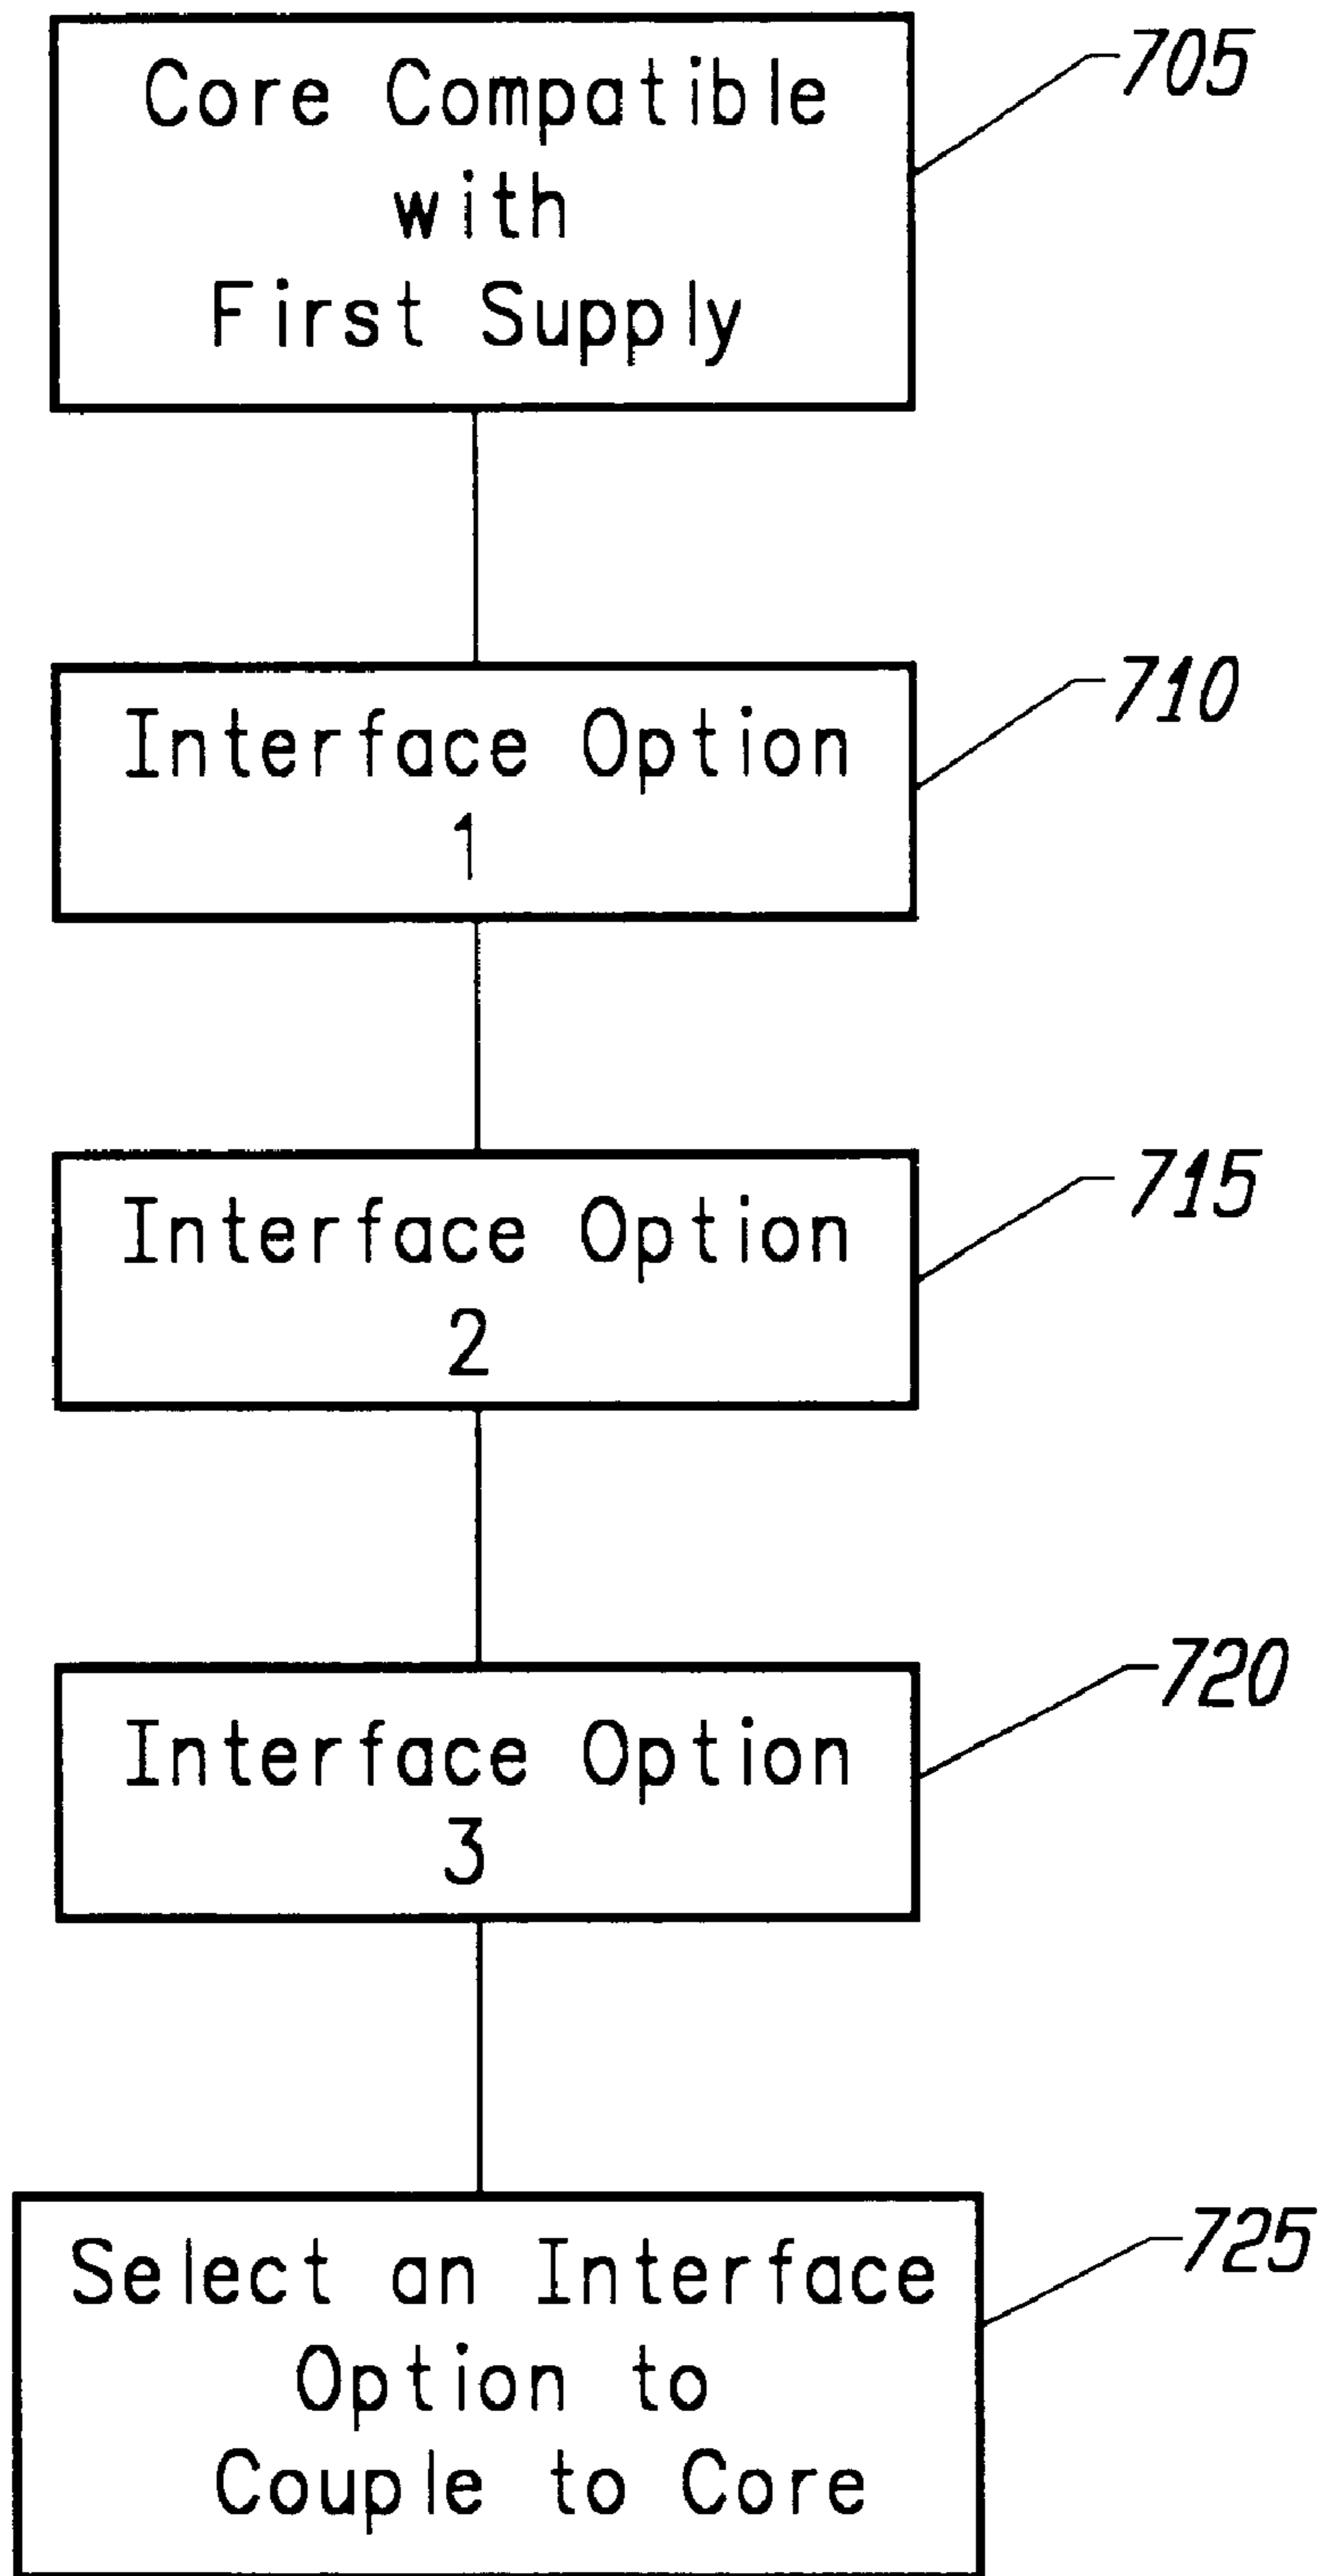 Core Compatible
with
First Supply
705
Interface Option
1
710
Interface Option
2
715
Interface Option
3
720
Select an Interface
Option to
Couple to Core
725